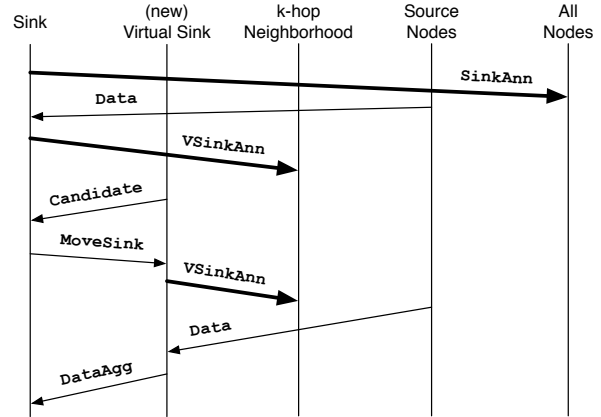 Sink
(new)
Virtual Sink
k-hop
Neighborhood
Source
Nodes
All
Nodes
SinkAnn
Data
VSinkAnn
Candidate
MoveSink
VSinkAnn
Data
DataAgg